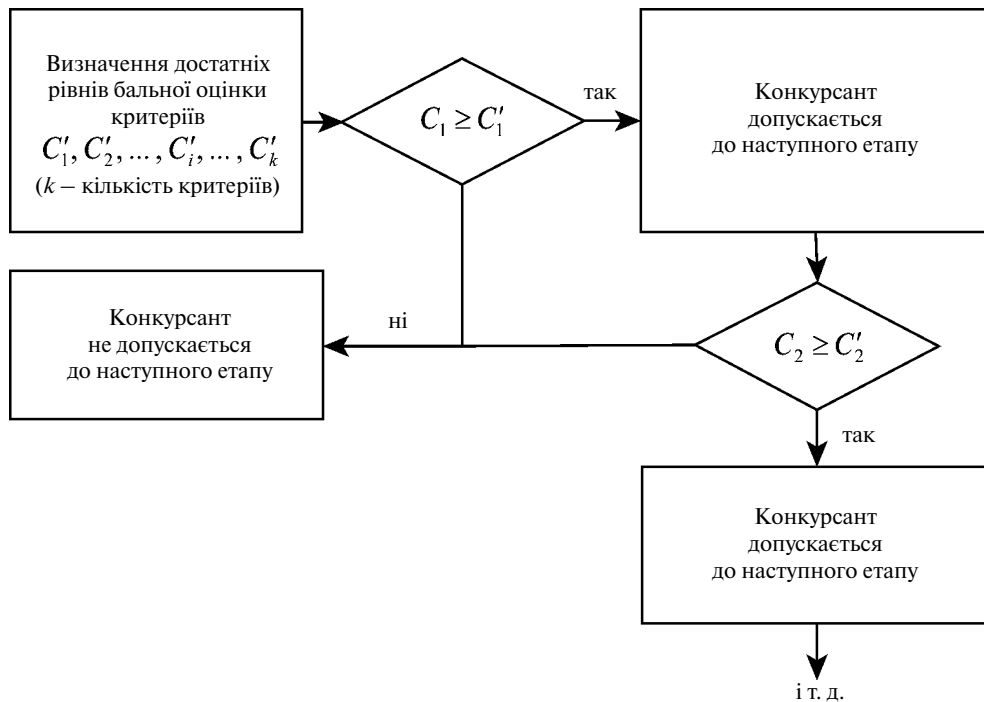 Визначення достатніх
рівнів бальної оцінки
критеріїв
C′₁, C′₂, ..., C′ᵢ, ..., C′ₖ
(k – кількість критеріїв)
C₁ ≥ C′₁
так
Конкурсант
допускається
до наступного етапу
Конкурсант
не допускається
до наступного етапу
ні
C₂ ≥ C′₂
так
Конкурсант
допускається
до наступного етапу
і т. д.